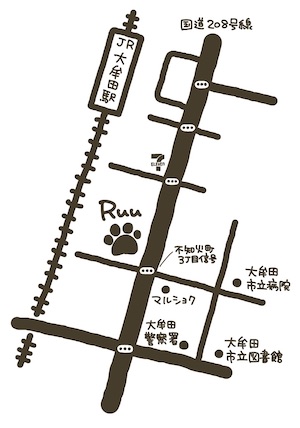 国道208号線
JR
大牟田駅
7
ELEVEN
Ruu
不知火町
3丁目信号
大牟田
市立病院
マルショク
大牟田
警察署
大牟田
市立図書館